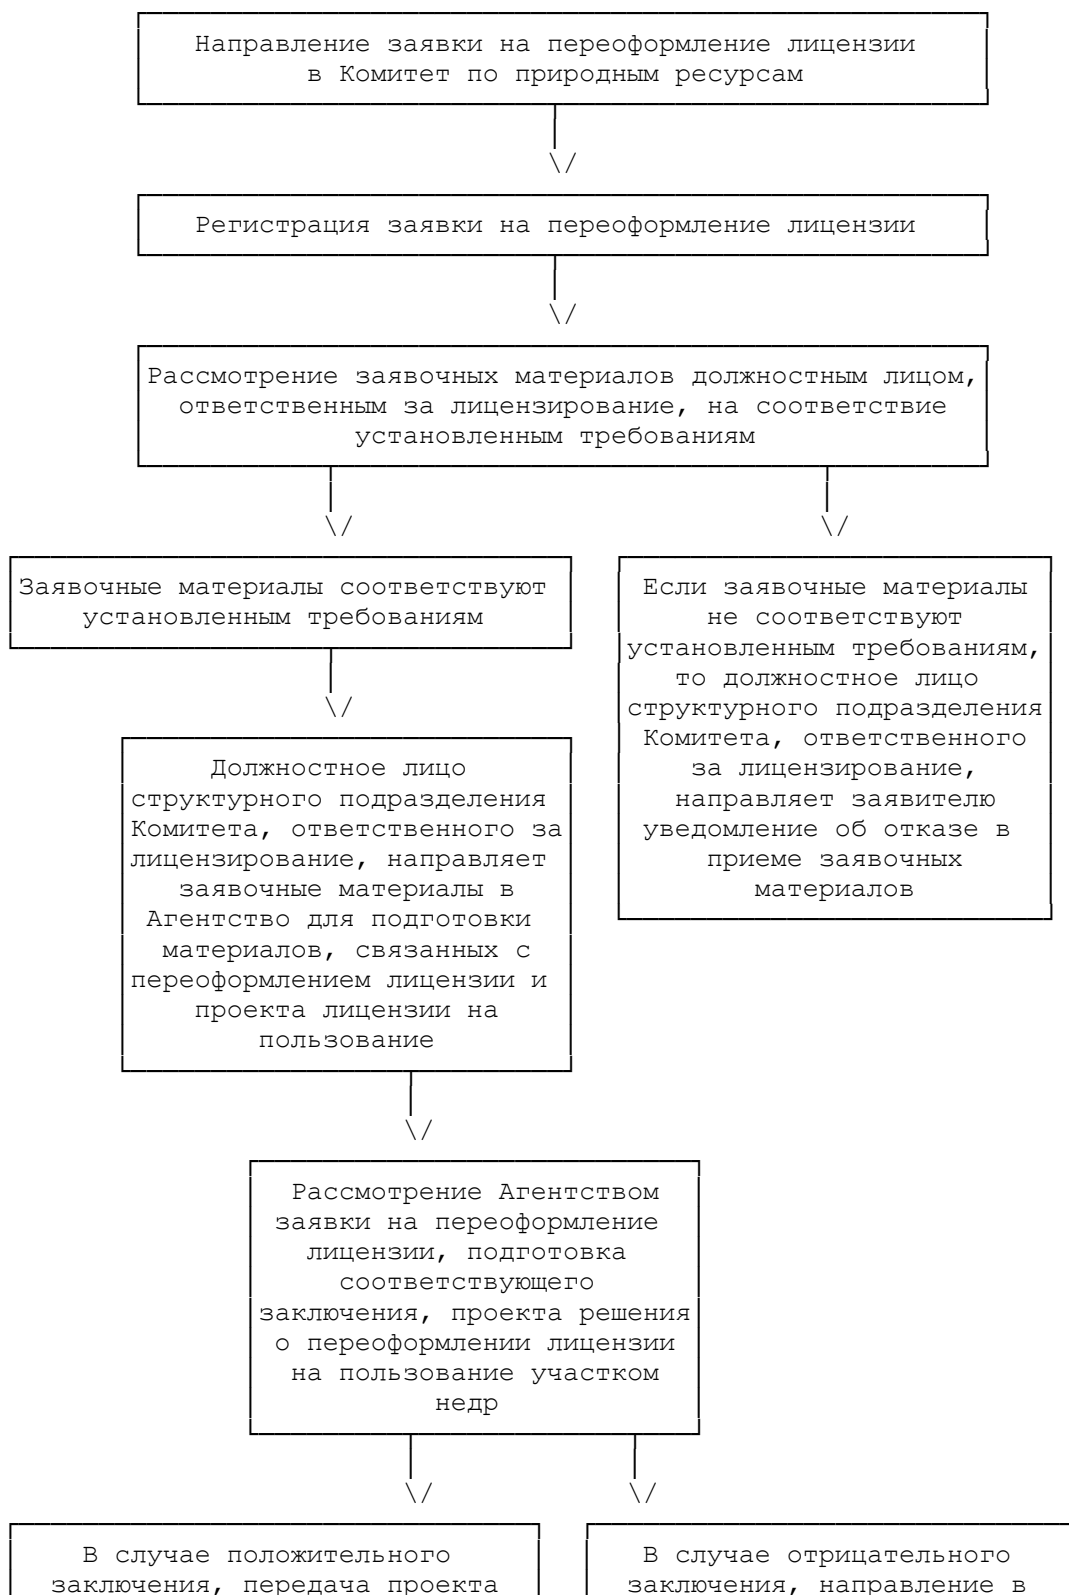 Направление заявки на переоформление лицензии
в Комитет по природным ресурсам
\/
Регистрация заявки на переоформление лицензии
\/
Рассмотрение заявочных материалов должностным лицом,
ответственным за лицензирование, на соответствие
установленным требованиям
\/
\/
Заявочные материалы соответствуют
установленным требованиям
\/
Если заявочные материалы
не соответствуют
установленным требованиям,
то должностное лицо
структурного подразделения
Комитета, ответственного
за лицензирование,
направляет заявителю
уведомление об отказе в
приеме заявочных
материалов
Должностное лицо
структурного подразделения
Комитета, ответственного за
лицензирование, направляет
заявочные материалы в
Агентство для подготовки
материалов, связанных с
переоформлением лицензии и
проекта лицензии на
пользование
\/
Рассмотрение Агентством
заявки на переоформление
лицензии, подготовка
соответствующего
заключения, проекта решения
о переоформлении лицензии
на пользование участком
недр
\/
\/
В случае положительного
заключения, передача проекта
В случае отрицательного
заключения, направление в